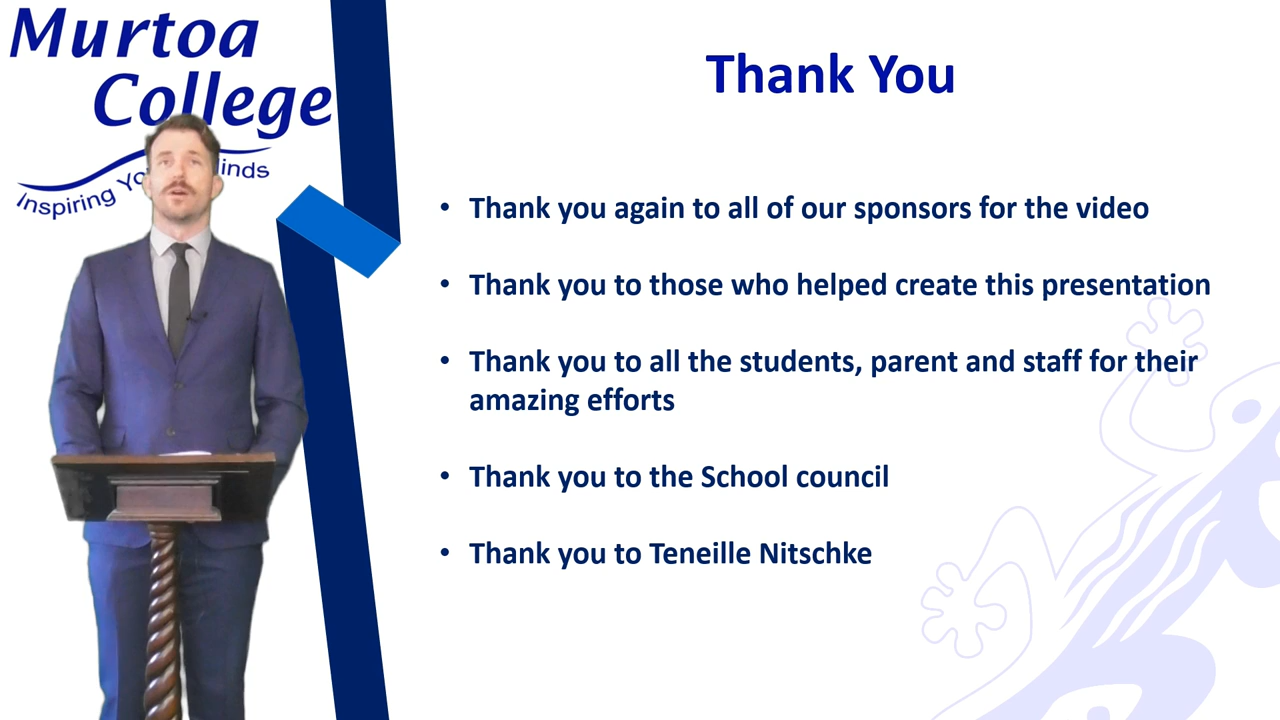 Murtoa
College
Inspiring Yo inds
Thank You
• Thank you again to all of our sponsors for the video
• Thank you to those who helped create this presentation
• Thank you to all the students, parent and staff for their
amazing efforts
• Thank you to the School council
• Thank you to Teneille Nitschke